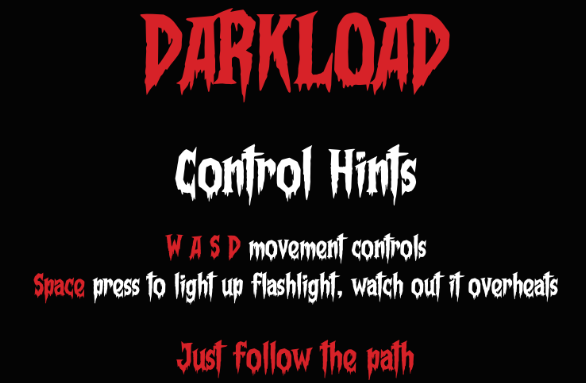 DARKLOAD
Control Hints
W A S D movement controls
Space press to light up flashlight, watch out it overheats
Just follow the path